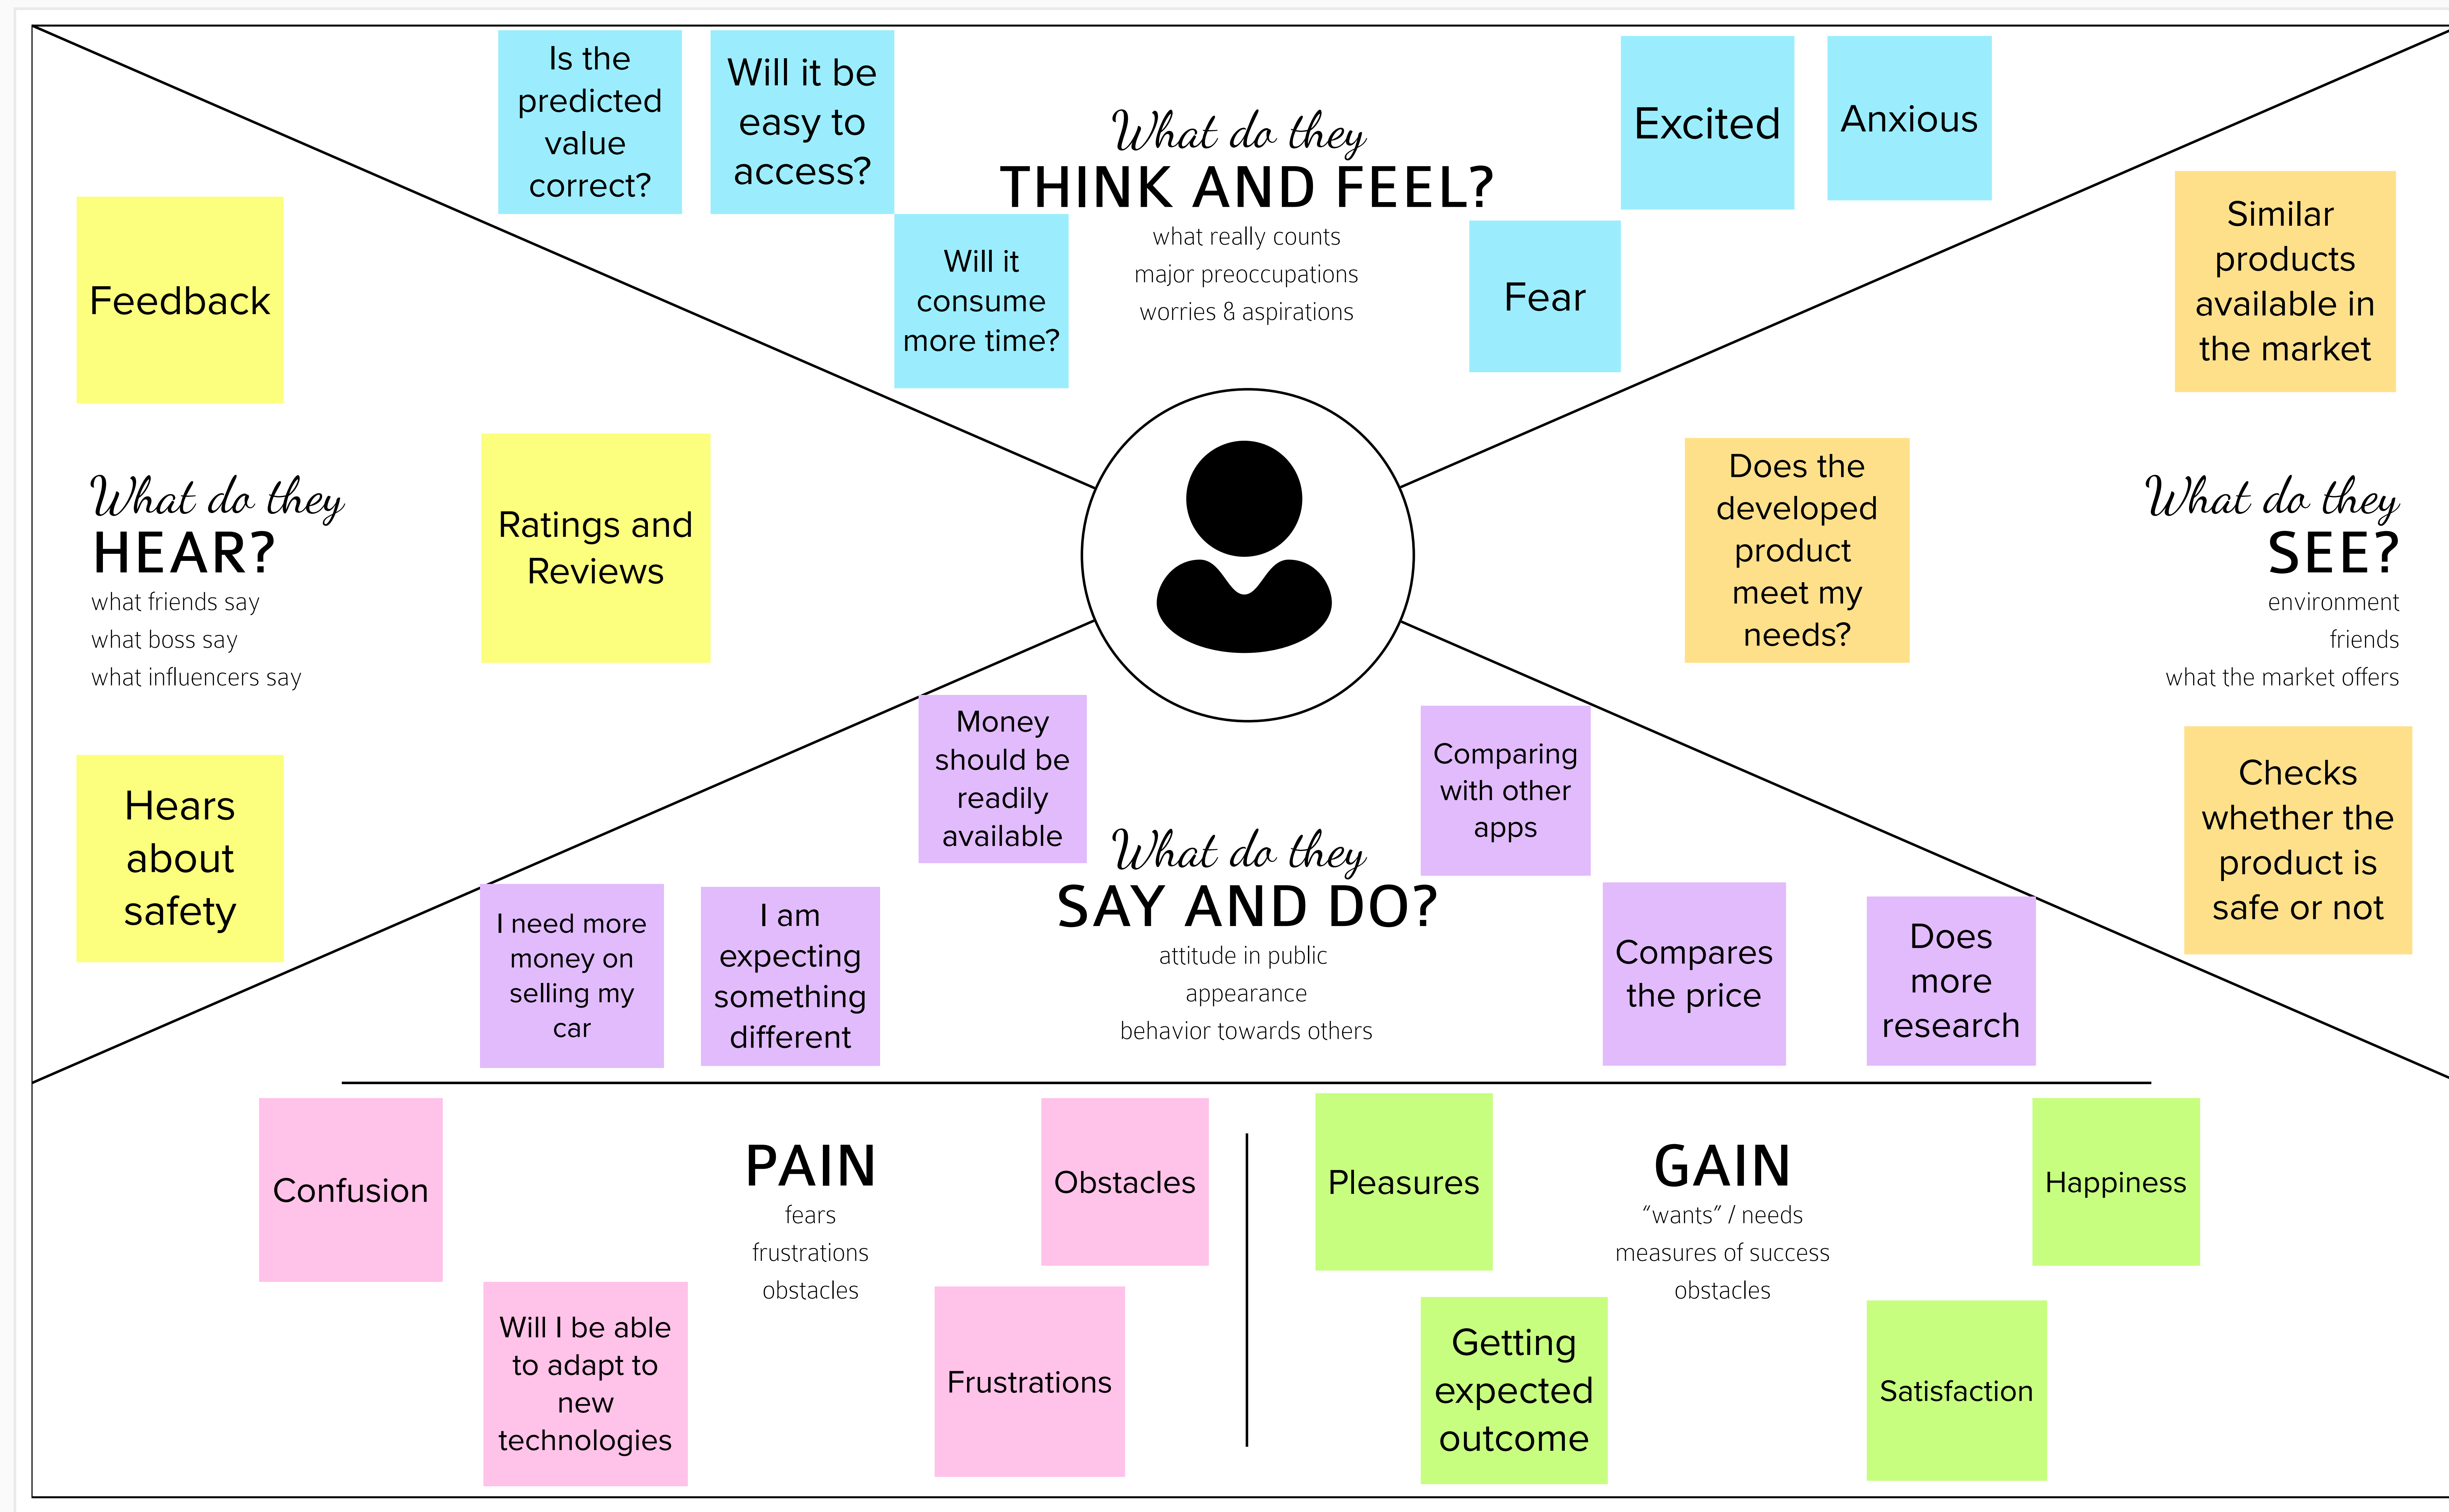 Is the
predicted
value
correct?
Will it be
easy to
access?
Will it
consume
more time?
What do they
THINK AND FEEL?
what really counts
major preoccupations
worries & aspirations
Excited
Anxious
Fear
Feedback
Ratings and
Reviews
What do they
HEAR?
what friends say
what boss say
what influencers say
Hears
about
safety
Similar
products
available in
the market
Does the
developed
product
meet my
needs?
What do they
SEE?
environment
friends
what the market offers
Checks
whether the
product is
safe or not
Money
should be
readily
available
I need more
money on
selling my
car
I am
expecting
something
different
What do they
SAY AND DO?
attitude in public
appearance
behavior towards others
Comparing
with other
apps
Compares
the price
Does
more
research
Confusion
PAIN
fears
frustrations
obstacles
Obstacles
Will I be able
to adapt to
new
technologies
Frustrations
Pleasures
GAIN
“wants” / needs
measures of success
obstacles
Happiness
Getting
expected
outcome
Satisfaction